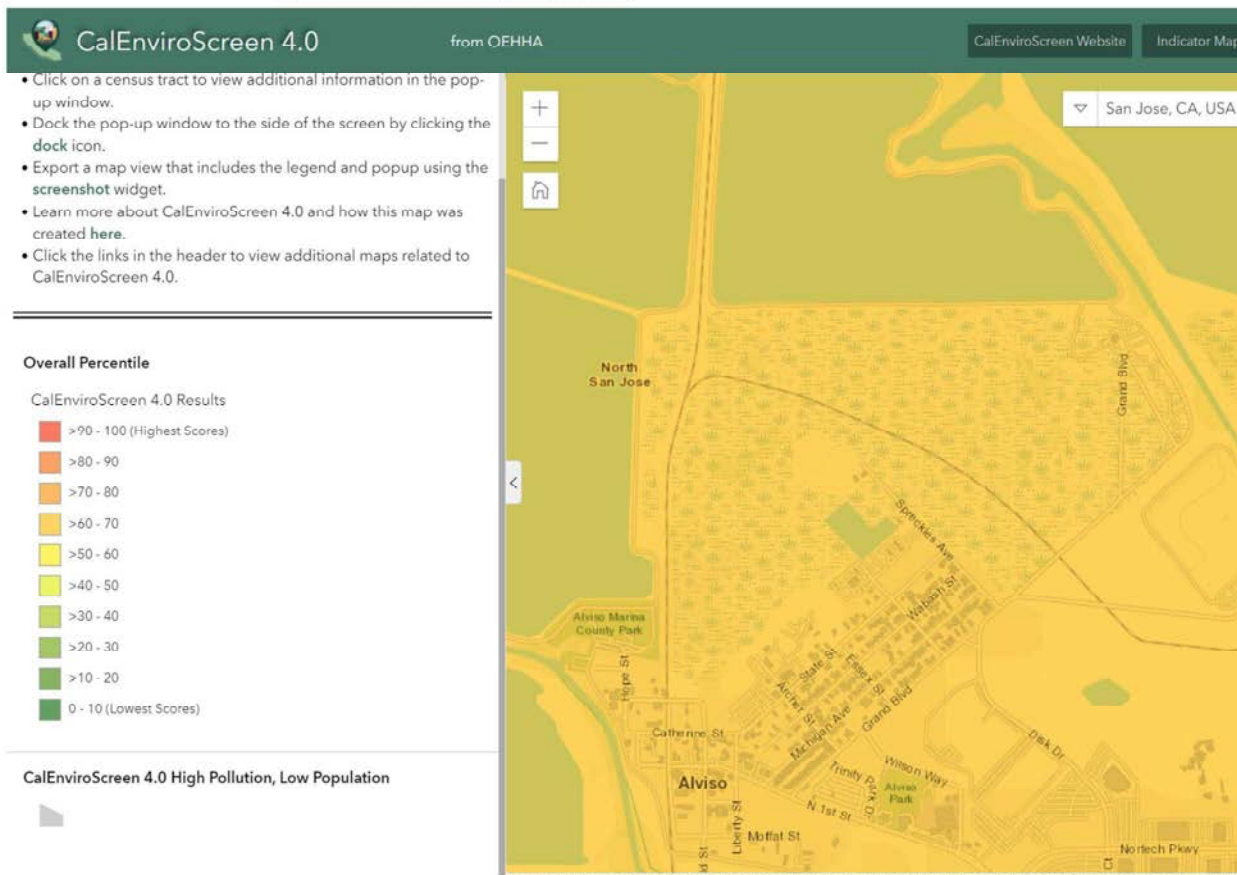 CalEnviroScreen 4.0
from OEHHA
CalEnviroScreen Website
Indicator Map
• Click on a census tract to view additional information in the pop-
up window.
• Dock the pop-up window to the side of the screen by clicking the
dock icon.
• Export a map view that includes the legend and popup using the
screenshot widget.
• Learn more about CalEnviroScreen 4.0 and how this map was
created here.
• Click the links in the header to view additional maps related to
CalEnviroScreen 4.0.
Overall Percentile
CalEnviroScreen 4.0 Results
>90 - 100 (Highest Scores)
>80 - 90
>70 - 80
>60 - 70
>50 - 60
>40 - 50
>30 - 40
>20 - 30
>10 - 20
0 - 10 (Lowest Scores)
CalEnviroScreen 4.0 High Pollution, Low Population
San Jose, CA, USA
North
San Jose
Grand Blvd
Spreckles Ave
Wabash St
Alviso Marina
County Park
Hope St
State St
Essex St
Archer St
Michigan Ave
Grand Blvd
Catherine St
Disk Dr
Wilson Way
Trinity Park Dr
Alviso
Park
Alviso
N 1st St
Liberty St
Moffat St
Nortech Pkwy
d St
Ct